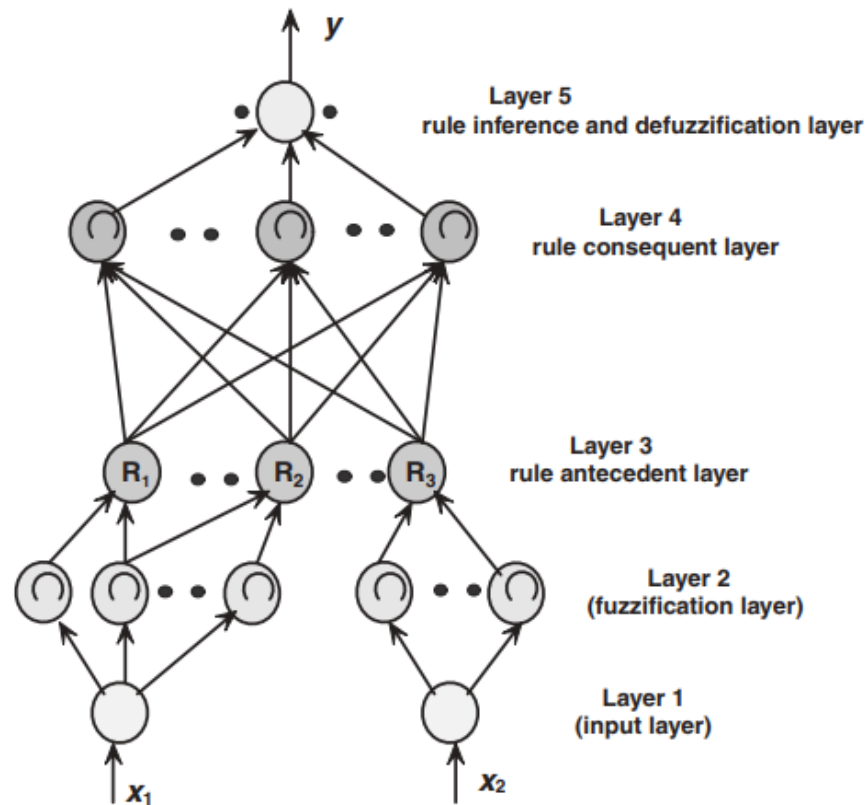 y
Layer 5
rule inference and defuzzification layer
Layer 4
rule consequent layer
Layer 3
rule antecedent layer
R₁ R₂ R₃
Layer 2
(fuzzification layer)
Layer 1
(input layer)
x₁ x₂